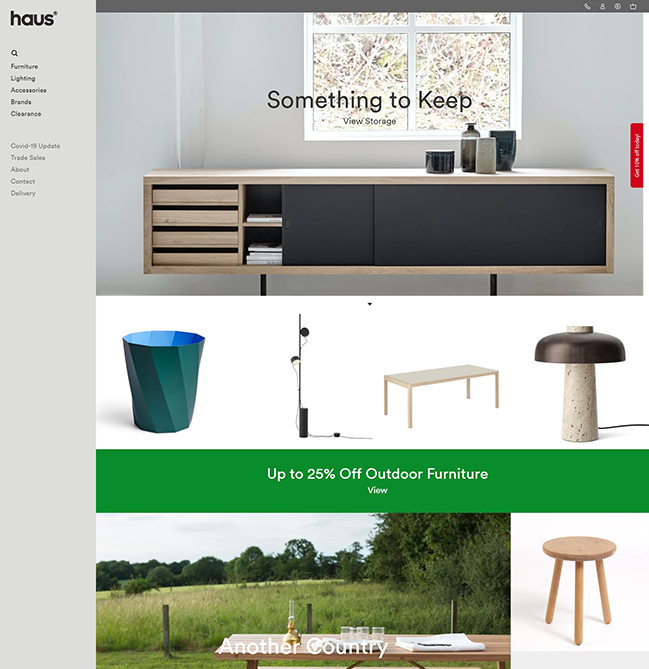 haus®
Furniture
Lighting
Accessories
Brands
Clearance
Covid-19 Update
Trade Sales
About
Contact
Delivery
Something to Keep
View Storage
Get 10% off today!
Up to 25% Off Outdoor Furniture
View
Another Country